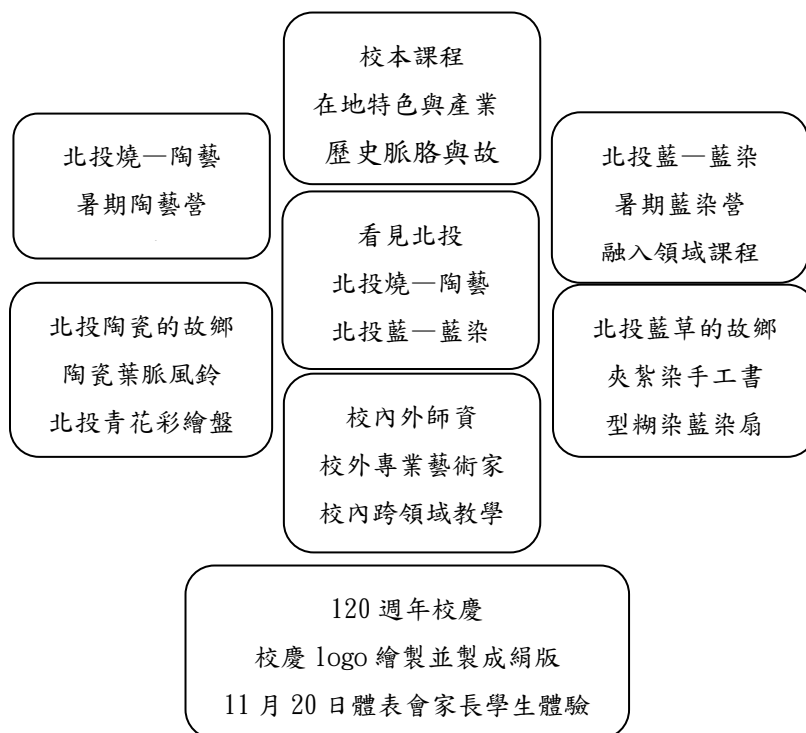 校本課程
在地特色與產業
歷史脈胳與故
北投燒—陶藝
暑期陶藝營
北投藍—藍染
暑期藍染營
融入領域課程
看見北投
北投燒—陶藝
北投藍—藍染
北投陶瓷的故鄉
陶瓷葉脈風鈴
北投青花彩繪盤
北投藍草的故鄉
夾紮染手工書
型糊染藍染扇
校內外師資
校外專業藝術家
校內跨領域教學
120 週年校慶
校慶 logo 繪製並製成絹版
11 月 20 日體表會家長學生體驗